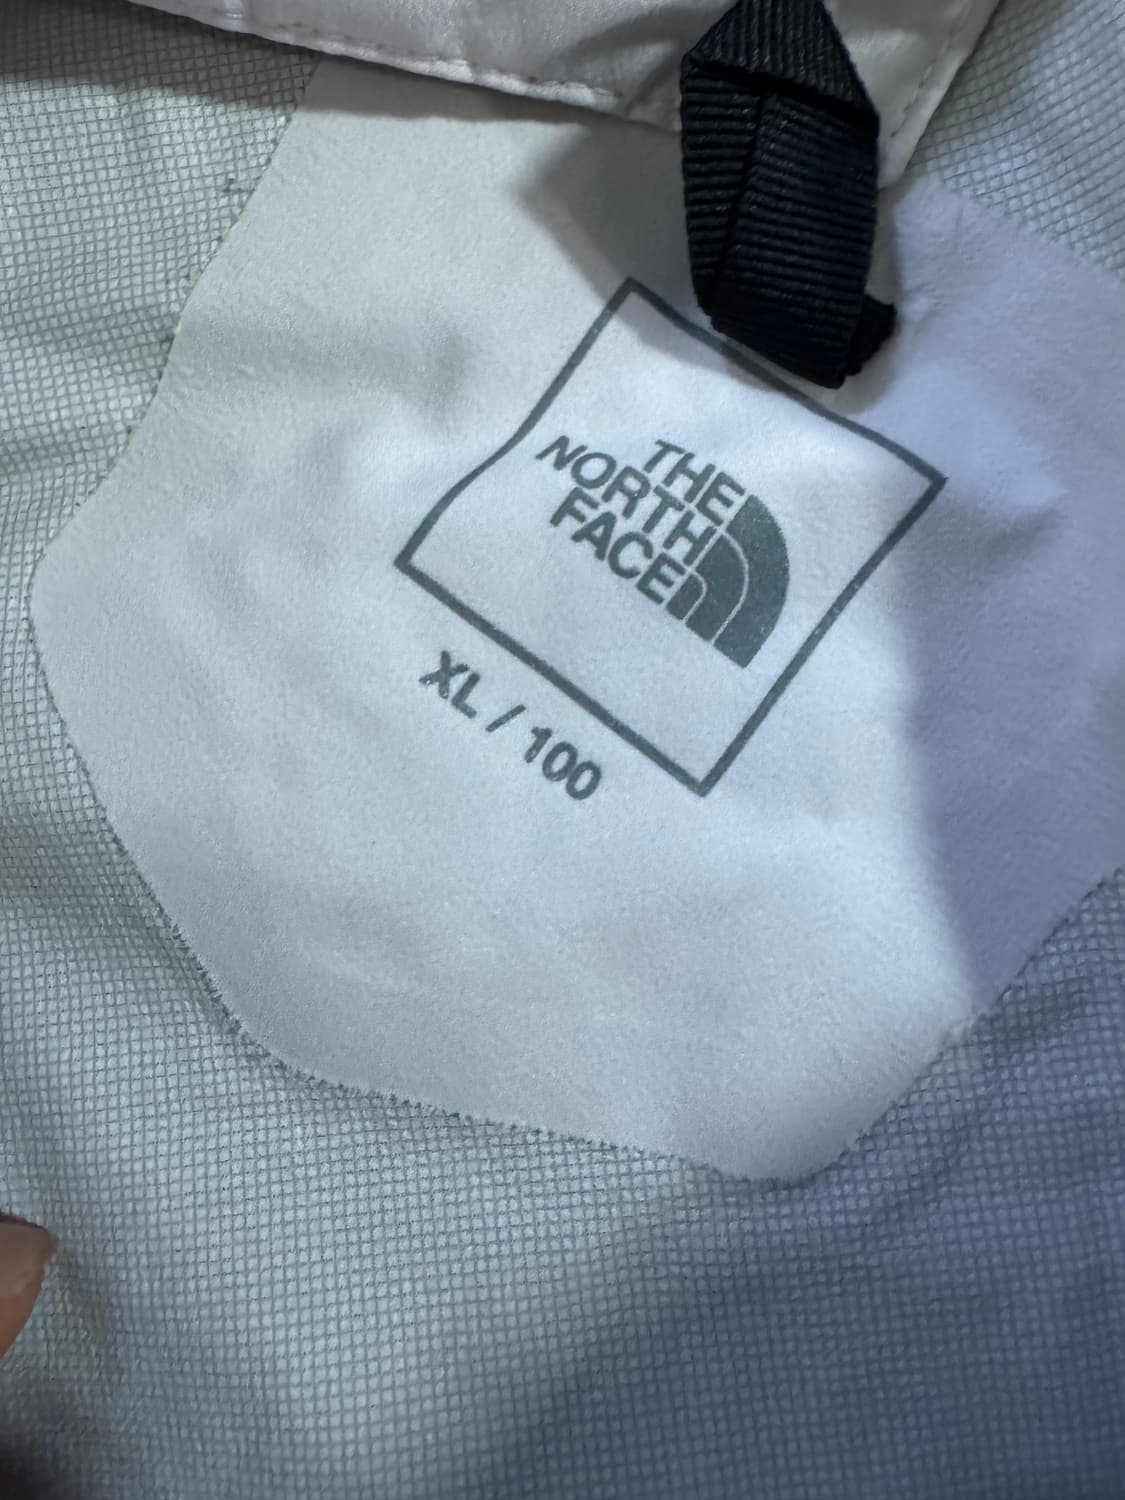 THE
NORTH
FACE
XL / 100